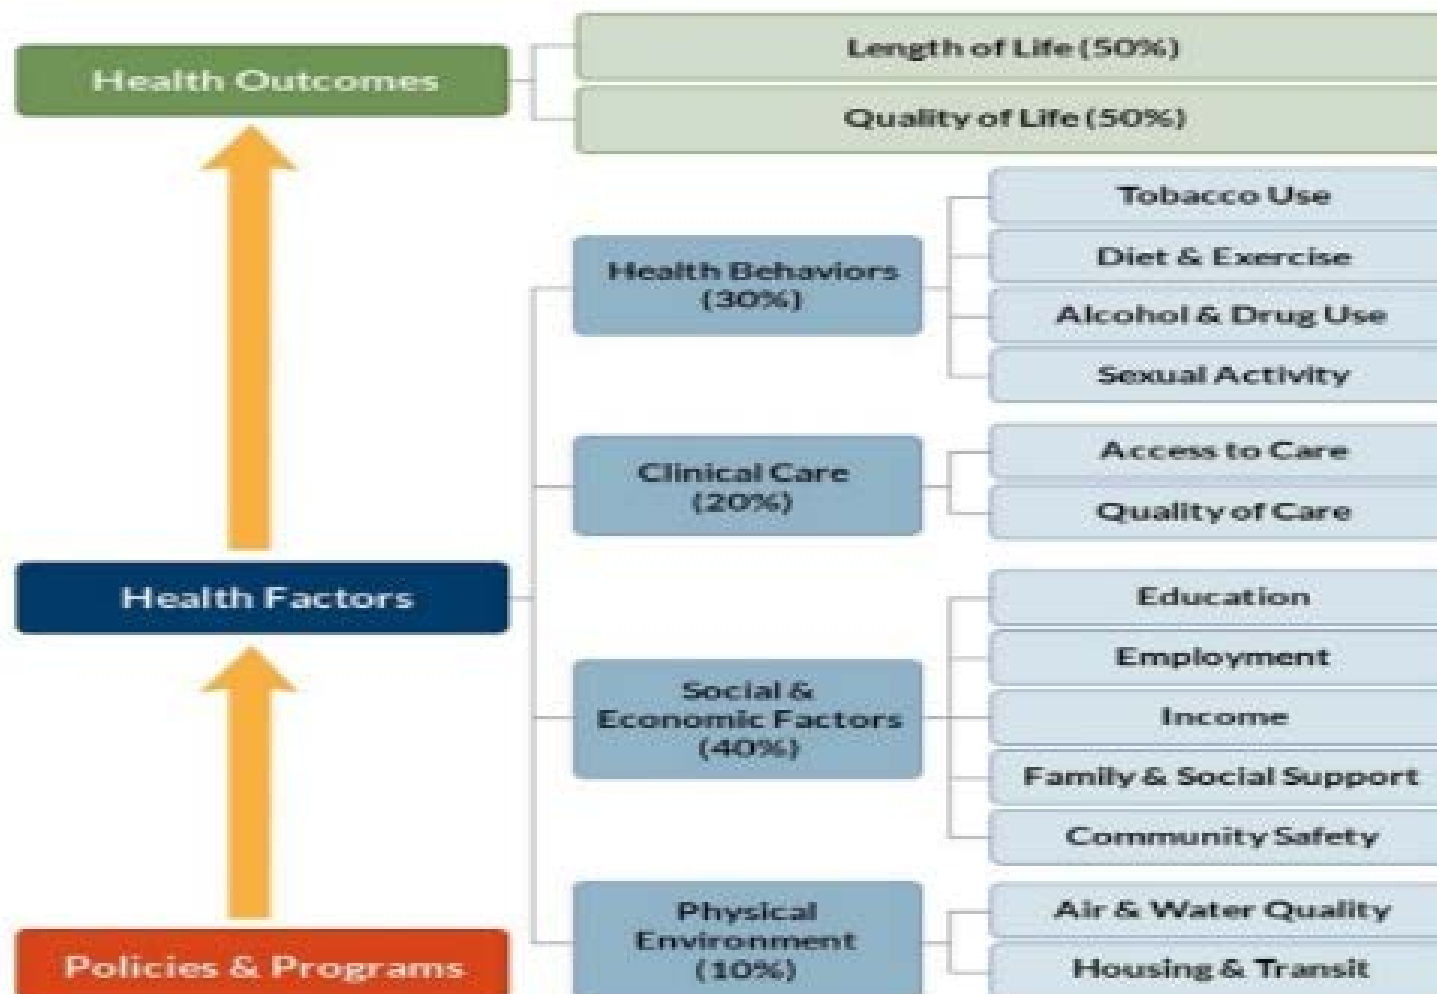 Health Outcomes
Length of Life (50%)
Quality of Life (50%)
Health Factors
Health Behaviors
(30%)
Tobacco Use
Diet & Exercise
Alcohol & Drug Use
Sexual Activity
Clinical Care
(20%)
Access to Care
Quality of Care
Social &
Economic Factors
(40%)
Education
Employment
Income
Family & Social Support
Community Safety
Physical
Environment
(10%)
Air & Water Quality
Housing & Transit
Policies & Programs